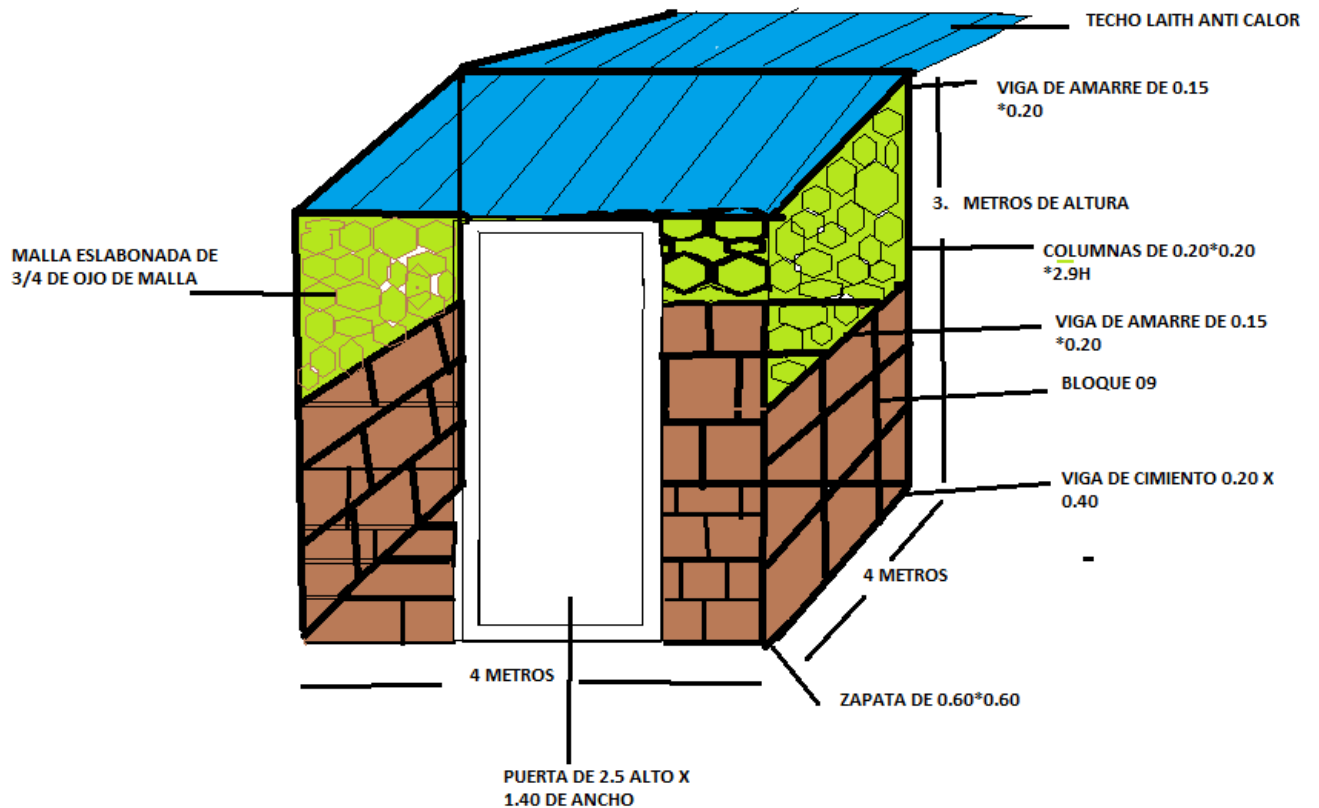 TECHO LAITH ANTI CALOR
VIGA DE AMARRE DE 0.15
*0.20
3. METROS DE ALTURA
MALLA ESLABONADA DE
3/4 DE OJO DE MALLA
COLUMNAS DE 0.20*0.20
*2.9H
VIGA DE AMARRE DE 0.15
*0.20
BLOQUE 09
VIGA DE CIMIENTO 0.20 X
0.40
4 METROS
4 METROS
ZAPATA DE 0.60*0.60
PUERTA DE 2.5 ALTO X
1.40 DE ANCHO